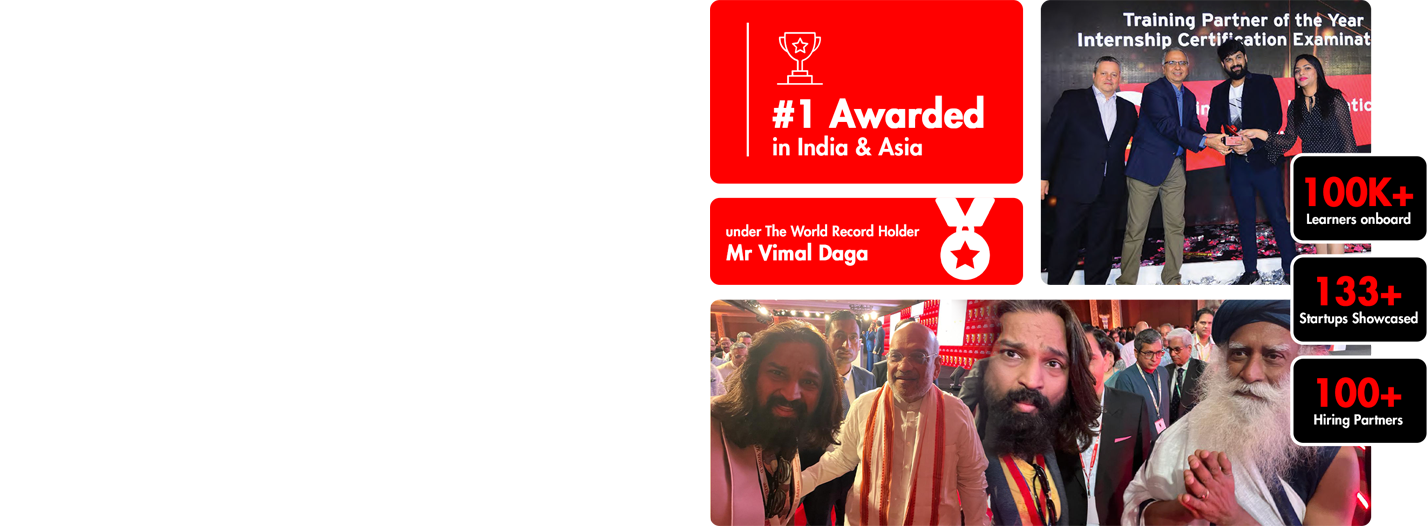 #1 Awarded
in India & Asia
under The World Record Holder
Mr Vimal Daga
Training Partner of the Year
Internship Certification Examinat
100K+
Learners onboard
133+
Startups Showcased
100+
Hiring Partners